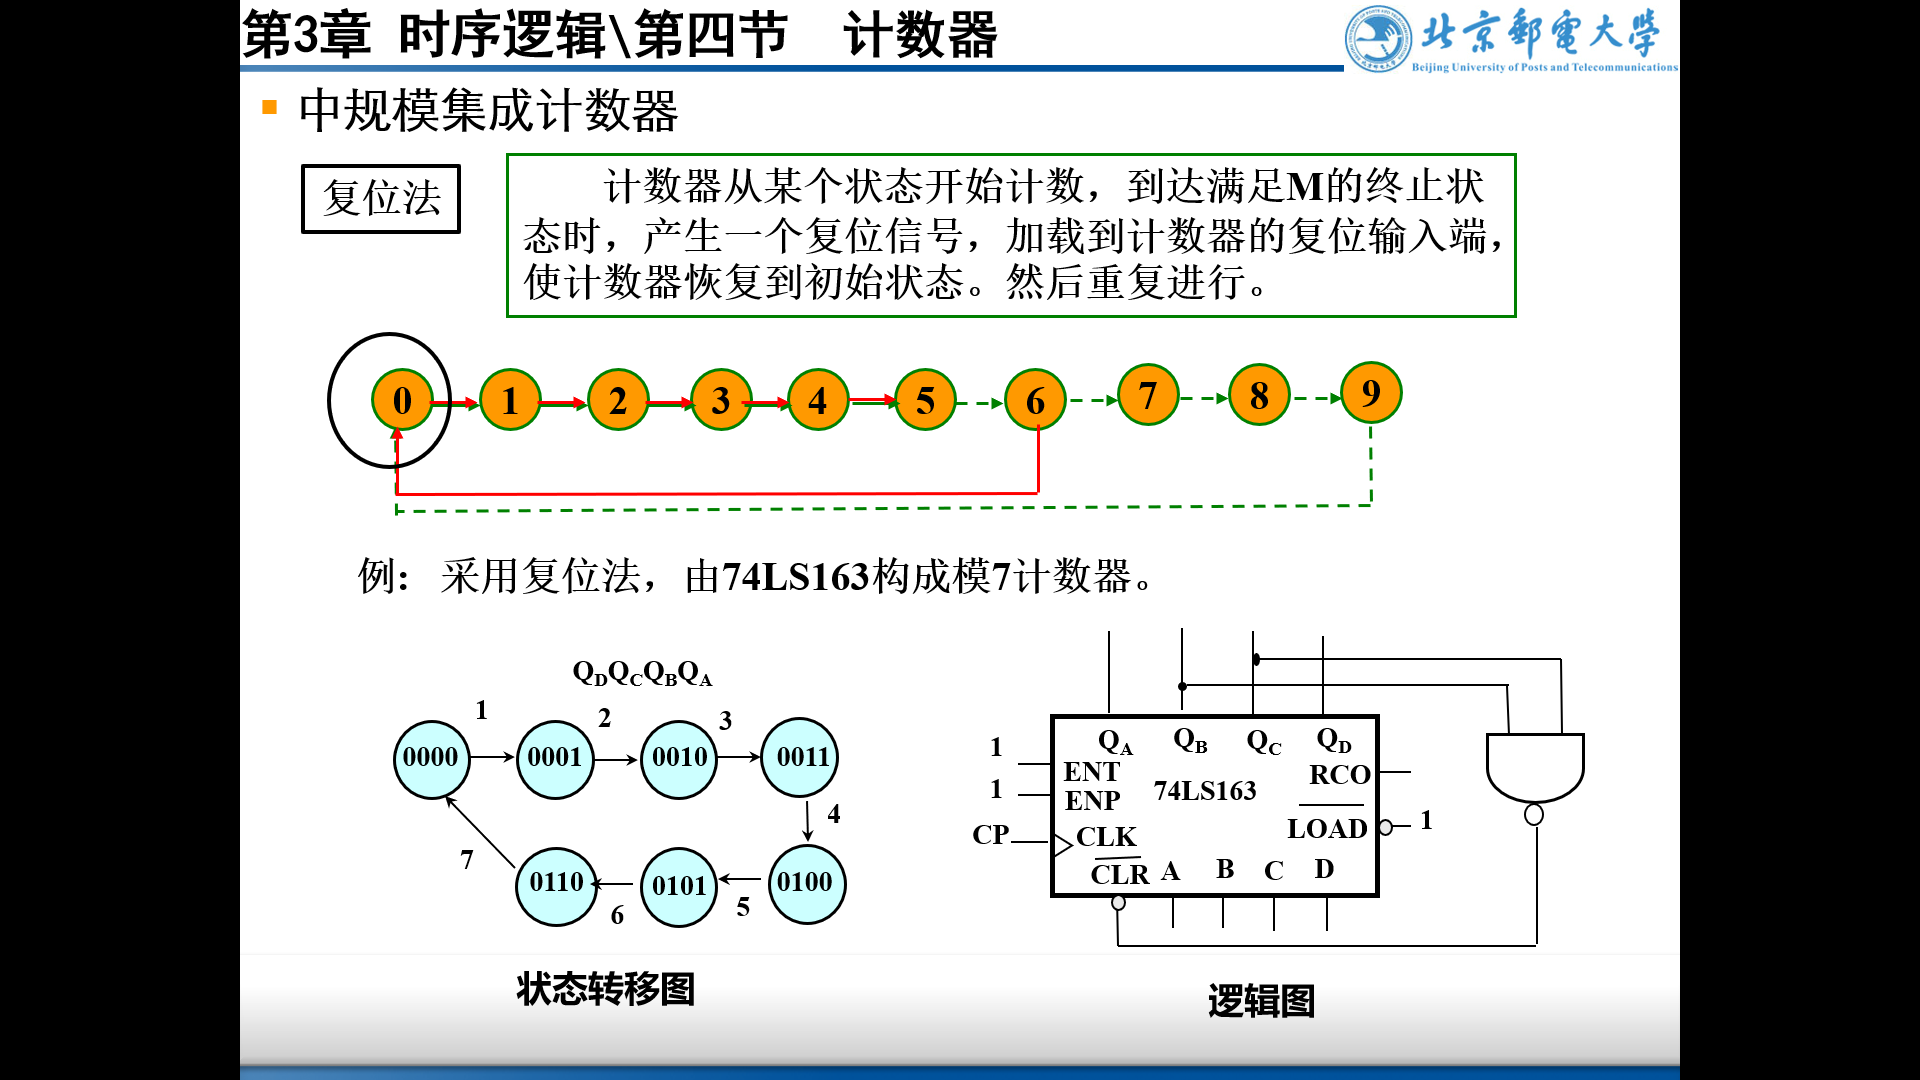 第3章 时序逻辑\第四节 计数器
北京郵電大學
Beijing University of Posts and Telecommunications
中规模集成计数器
复位法
计数器从某个状态开始计数，到达满足M的终止状
态时，产生一个复位信号，加载到计数器的复位输入端，
使计数器恢复到初始状态。然后重复进行。
0 1 2 3 4 5 6 7 8 9
例： 采用复位法，由74LS163构成模7计数器。
QDQCQBQA
1 2 3
0000 0001 0010 0011
4
7
0110 0101 0100
6 5
状态转移图
QA QB QC QD
1 ENT RCO
1 ENP 74LS163
CP CLK LOAD 1
CLR A B C D
逻辑图